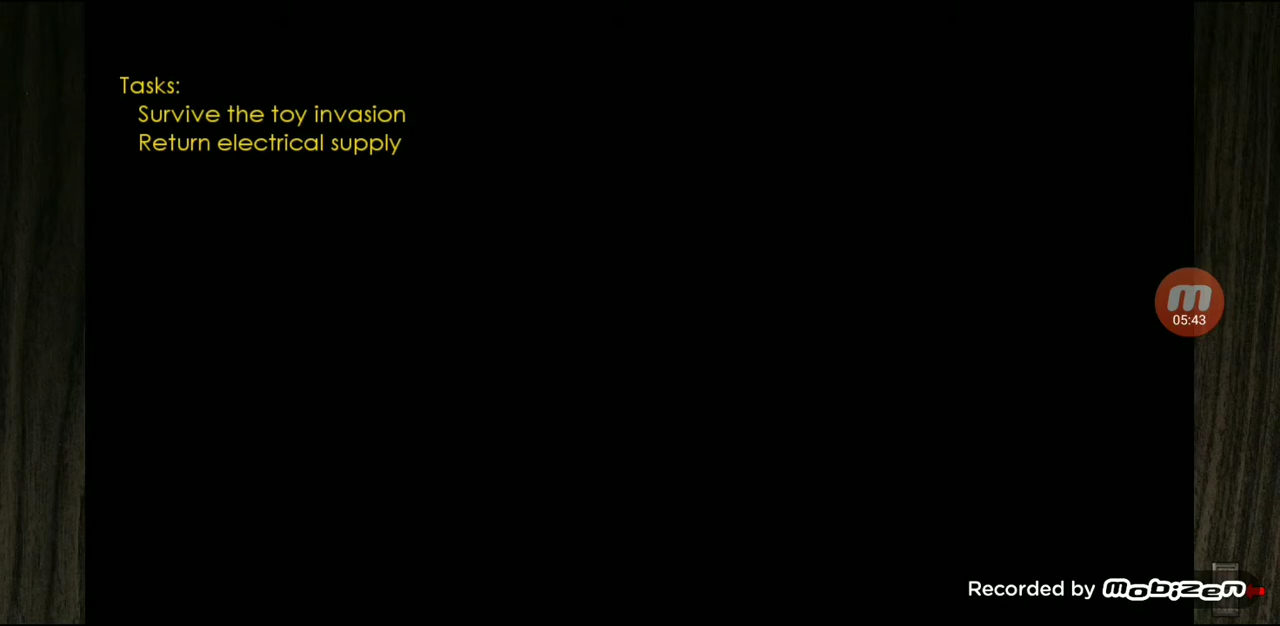 Tasks:
Survive the toy invasion
Return electrical supply
05:43
Recorded by mobizen